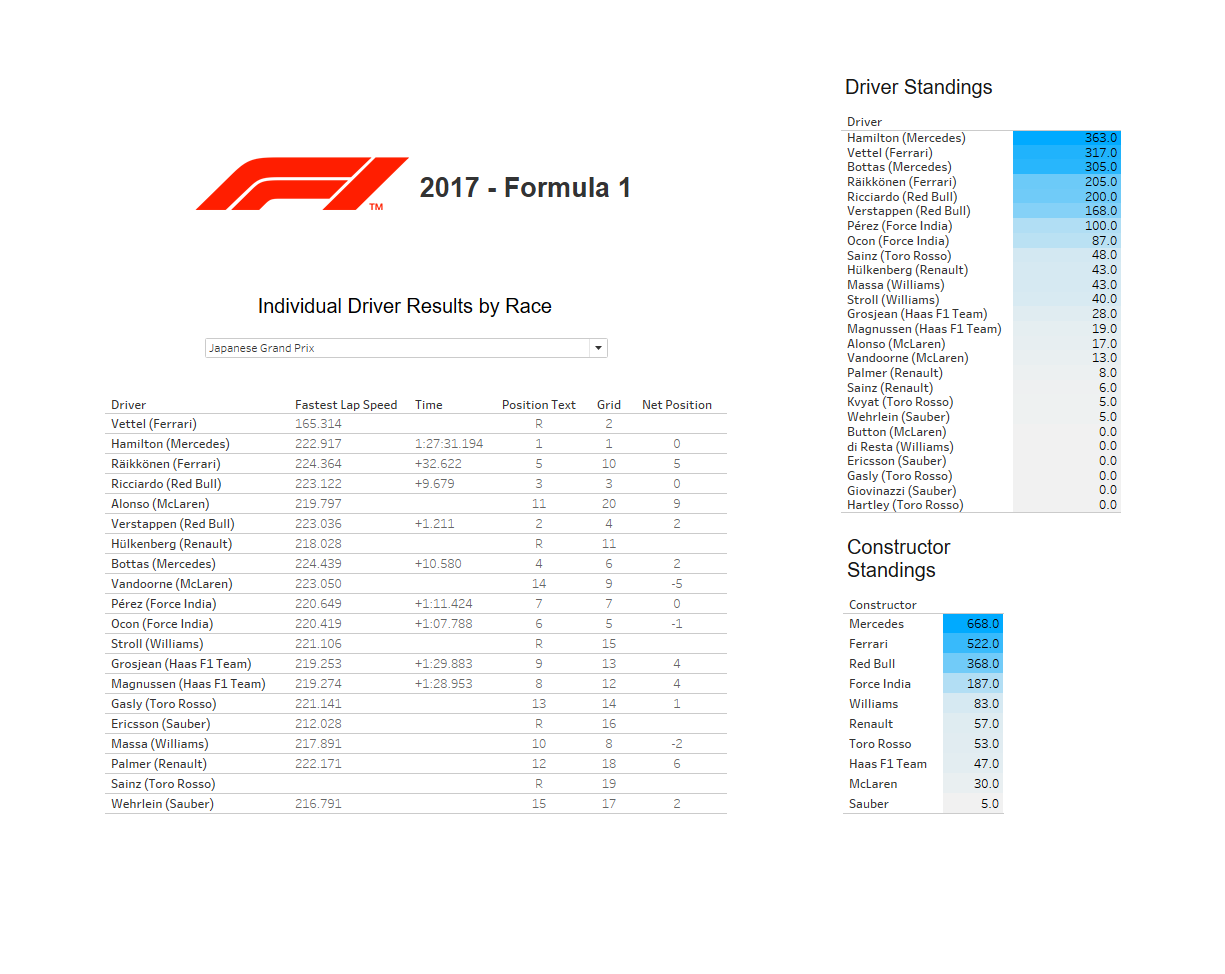 TM
2017 - Formula 1
Individual Driver Results by Race
Japanese Grand Prix
Driver Fastest Lap Speed Time Position Text Grid Net Position
Vettel (Ferrari) 165.314 R 2
Hamilton (Mercedes) 222.917 1:27:31.194 1 1 0
Räikkönen (Ferrari) 224.364 +32.622 5 10 5
Ricciardo (Red Bull) 223.122 +9.679 3 3 0
Alonso (McLaren) 219.797 11 20 9
Verstappen (Red Bull) 223.036 +1.211 2 4 2
Hülkenberg (Renault) 218.028 R 11
Bottas (Mercedes) 224.439 +10.580 4 6 2
Vandoorne (McLaren) 223.050 14 9 -5
Pérez (Force India) 220.649 +1:11.424 7 7 0
Ocon (Force India) 220.419 +1:07.788 6 5 -1
Stroll (Williams) 221.106 R 15
Grosjean (Haas F1 Team) 219.253 +1:29.883 9 13 4
Magnussen (Haas F1 Team) 219.274 +1:28.953 8 12 4
Gasly (Toro Rosso) 221.141 13 14 1
Ericsson (Sauber) 212.028 R 16
Massa (Williams) 217.891 10 8 -2
Palmer (Renault) 222.171 12 18 6
Sainz (Toro Rosso) R 19
Wehrlein (Sauber) 216.791 15 17 2
Driver Standings
Driver
Hamilton (Mercedes) 363.0
Vettel (Ferrari) 317.0
Bottas (Mercedes) 305.0
Räikkönen (Ferrari) 205.0
Ricciardo (Red Bull) 200.0
Verstappen (Red Bull) 168.0
Pérez (Force India) 100.0
Ocon (Force India) 87.0
Sainz (Toro Rosso) 48.0
Hülkenberg (Renault) 43.0
Massa (Williams) 43.0
Stroll (Williams) 40.0
Grosjean (Haas F1 Team) 28.0
Magnussen (Haas F1 Team) 19.0
Alonso (McLaren) 17.0
Vandoorne (McLaren) 13.0
Palmer (Renault) 8.0
Sainz (Renault) 6.0
Kvyat (Toro Rosso) 5.0
Wehrlein (Sauber) 5.0
Button (McLaren) 0.0
di Resta (Williams) 0.0
Ericsson (Sauber) 0.0
Gasly (Toro Rosso) 0.0
Giovinazzi (Sauber) 0.0
Hartley (Toro Rosso) 0.0
Constructor
Standings
Constructor
Mercedes 668.0
Ferrari 522.0
Red Bull 368.0
Force India 187.0
Williams 83.0
Renault 57.0
Toro Rosso 53.0
Haas F1 Team 47.0
McLaren 30.0
Sauber 5.0